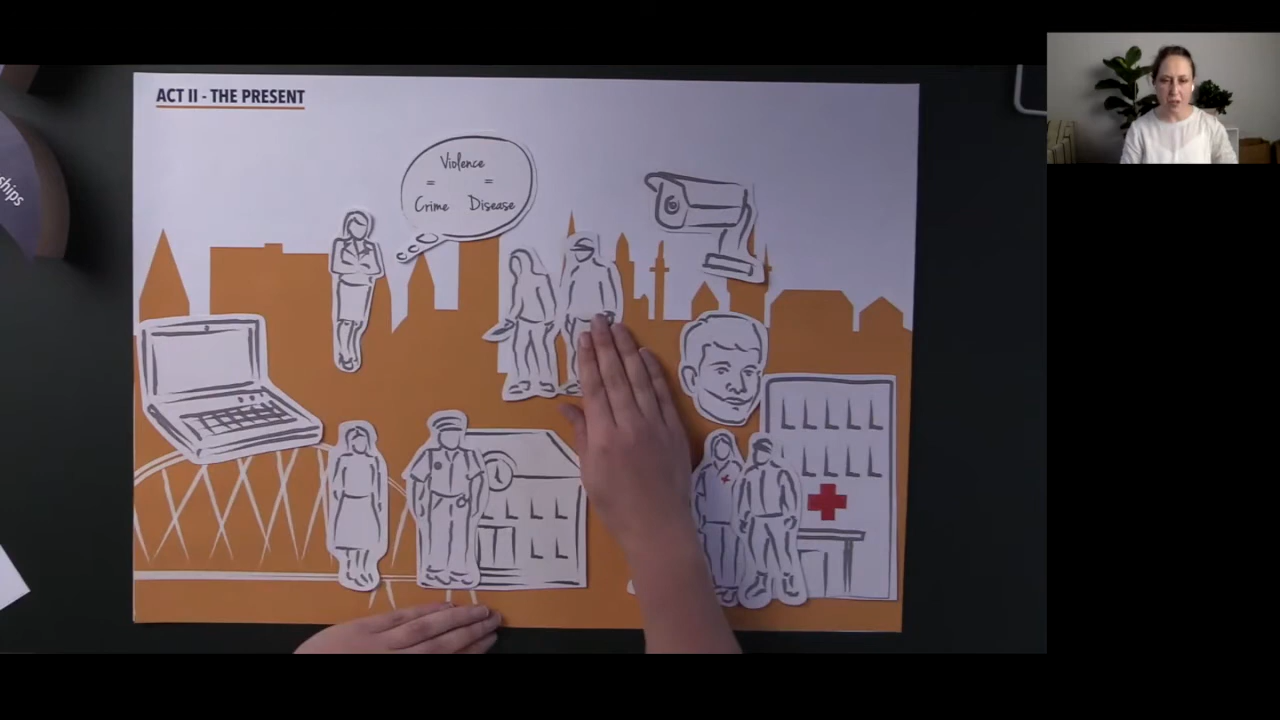 ACT II - THE PRESENT
Violence
= =
Crime Disease
ships